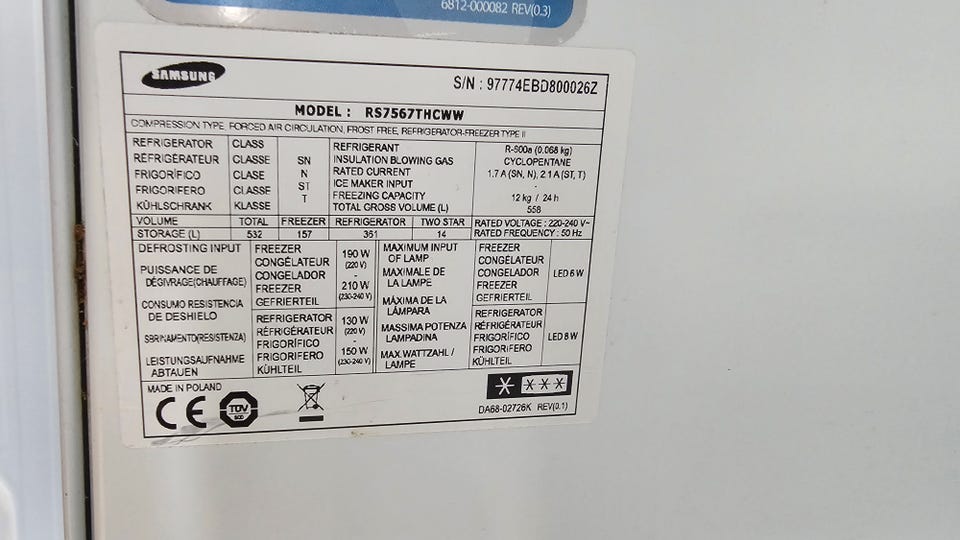 6812-000082 REV(0.3)
SAMSUNG
S/N : 97774EBD800026Z
MODEL : RS7567THCWW
COMPRESSION TYPE, FORCED AIR CIRCULATION, FROST FREE, REFRIGERATOR-FREEZER TYPE II
REFRIGERATOR CLASS
RÉFRIGÉRATEUR CLASSE
FRIGORÍFICO CLASE
FRIGORIFERO CLASSE
KÜHLSCHRANK KLASSE
SN
N
ST
T
REFRIGERANT R-600a (0.068 kg)
INSULATION BLOWING GAS CYCLOPENTANE
RATED CURRENT 1.7 A (SN, N), 2.1 A (ST, T)
ICE MAKER INPUT -
FREEZING CAPACITY 12 kg / 24 h
TOTAL GROSS VOLUME (L) 558
VOLUME TOTAL FREEZER REFRIGERATOR TWO STAR
STORAGE (L) 532 157 361 14
RATED VOLTAGE : 220-240 V~
RATED FREQUENCY : 50 Hz
DEFROSTING INPUT
PUISSANCE DE
DÉGIVRAGE(CHAUFFAGE)
CONSUMO RESISTENCIA
DE DESHIELO
SBRINAMENTO(RESISTENZA)
LEISTUNGSAUFNAHME
ABTAUEN
FREEZER
CONGÉLATEUR
CONGELADOR
FREEZER
GEFRIERTEIL
190 W
(220 V)
-
210 W
(230-240 V)
REFRIGERATOR
RÉFRIGÉRATEUR
FRIGORÍFICO
FRIGORIFERO
KÜHLTEIL
130 W
(220 V)
-
150 W
(230-240 V)
MAXIMUM INPUT
OF LAMP
MAXIMALE DE
LA LAMPE
MÁXIMA DE LA
LÁMPARA
MASSIMA POTENZA
LAMPADINA
MAX.WATTZAHL /
LAMPE
FREEZER
CONGÉLATEUR
CONGELADOR
FREEZER
GEFRIERTEIL
LED 6 W
REFRIGERATOR
RÉFRIGÉRATEUR
FRIGORÍFICO
FRIGORIFERO
KÜHLTEIL
LED 8 W
MADE IN POLAND
CE
TDV
DA68-02726K REV(0.1)